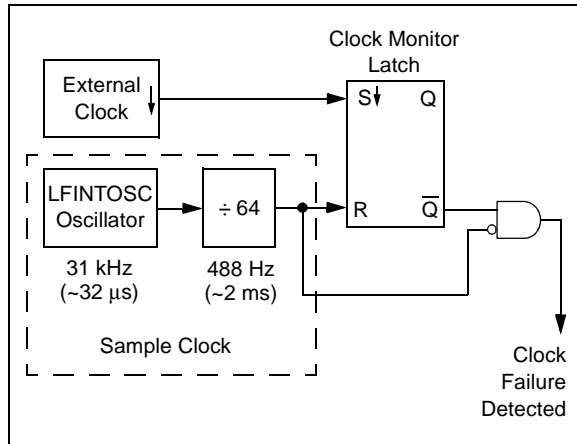 Clock Monitor
Latch
External
Clock
S
Q
LFINTOSC
Oscillator
÷ 64
R
Q̅
31 kHz
(~32 μs)
488 Hz
(~2 ms)
Sample Clock
Clock
Failure
Detected